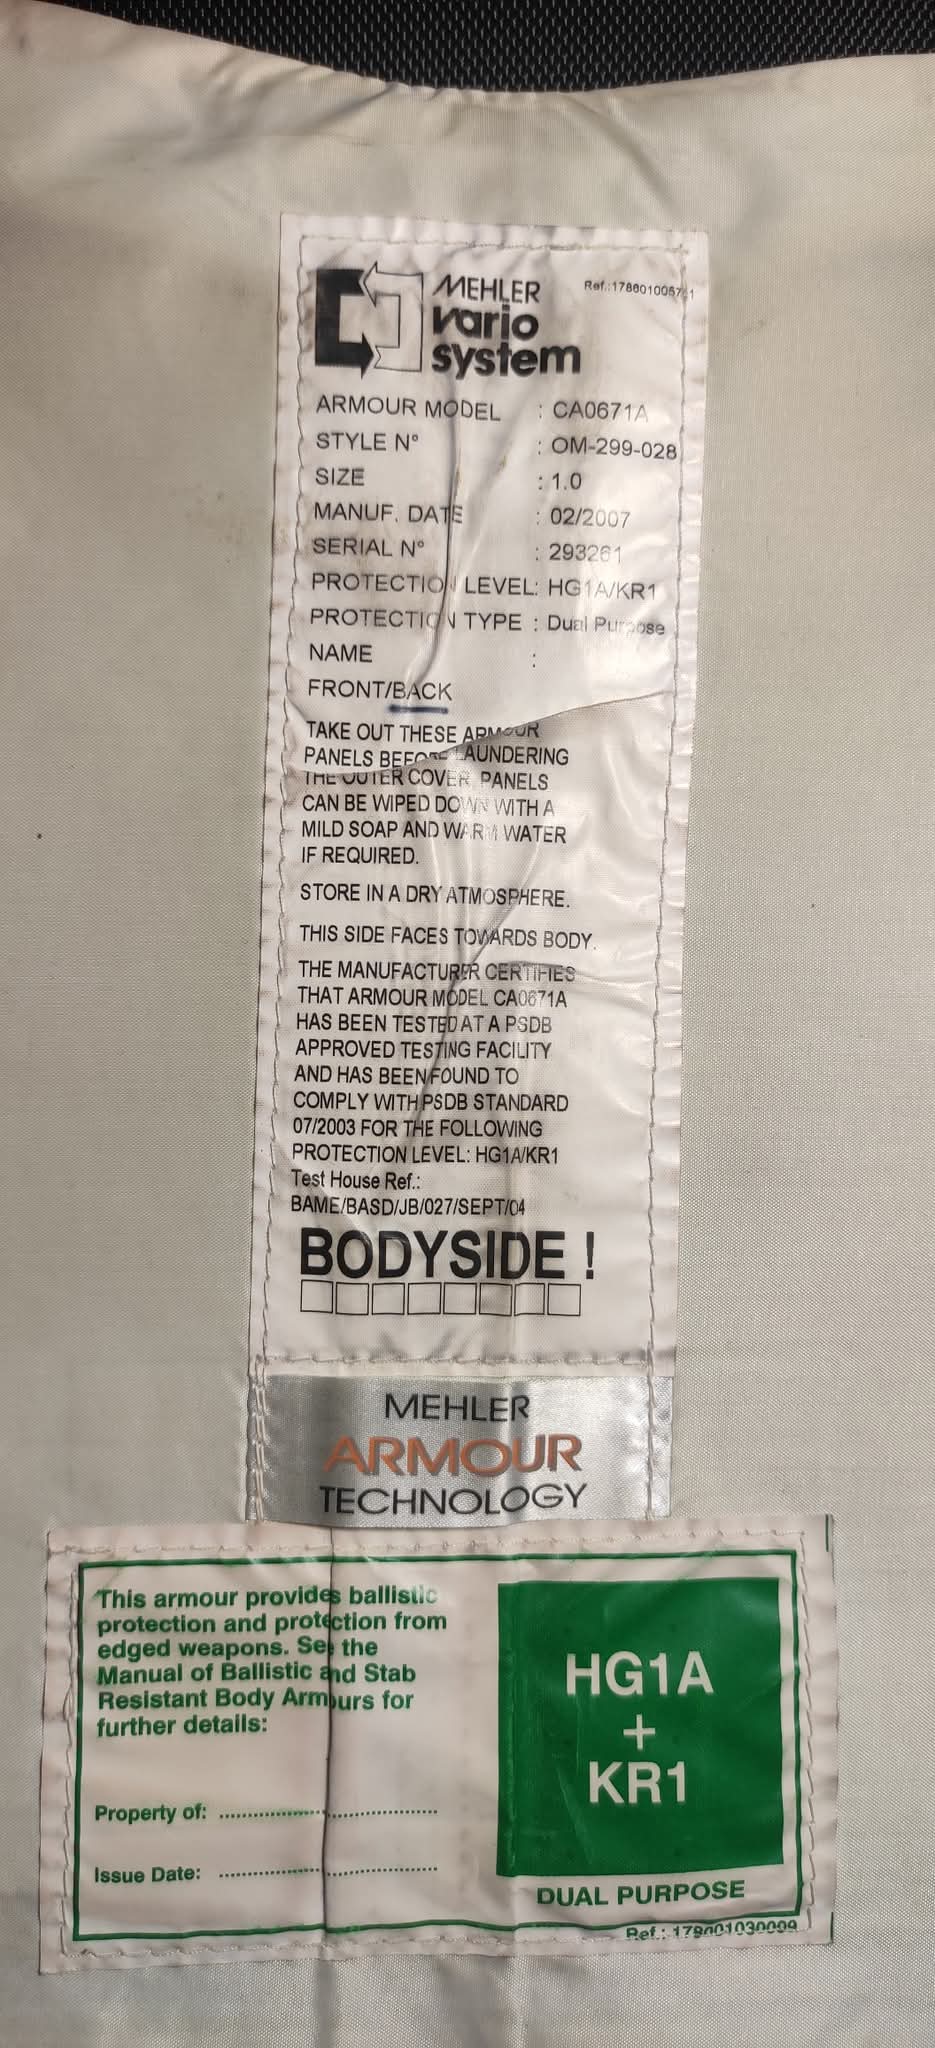 MEHLER
vario
system
Ref.:178601005741
ARMOUR MODEL : CA0671A
STYLE N° : OM-299-028
SIZE : 1.0
MANUF. DATE : 02/2007
SERIAL N° : 293261
PROTECTION LEVEL: HG1A/KR1
PROTECTION TYPE : Dual Purpose
NAME :
FRONT/BACK
TAKE OUT THESE ARMOUR
PANELS BEFORE LAUNDERING
THE OUTER COVER. PANELS
CAN BE WIPED DOWN WITH A
MILD SOAP AND WARM WATER
IF REQUIRED.
STORE IN A DRY ATMOSPHERE.
THIS SIDE FACES TOWARDS BODY.
THE MANUFACTURER CERTIFIES
THAT ARMOUR MODEL CA0671A
HAS BEEN TESTED AT A PSDB
APPROVED TESTING FACILITY
AND HAS BEEN FOUND TO
COMPLY WITH PSDB STANDARD
07/2003 FOR THE FOLLOWING
PROTECTION LEVEL: HG1A/KR1
Test House Ref.:
BAME/BASD/JB/027/SEPT/04
BODYSIDE !
MEHLER
ARMOUR
TECHNOLOGY
This armour provides ballistic
protection and protection from
edged weapons. See the
Manual of Ballistic and Stab
Resistant Body Armours for
further details:
Property of: ........................................
Issue Date: ........................................
HG1A
+
KR1
DUAL PURPOSE
Ref.: 178001030009